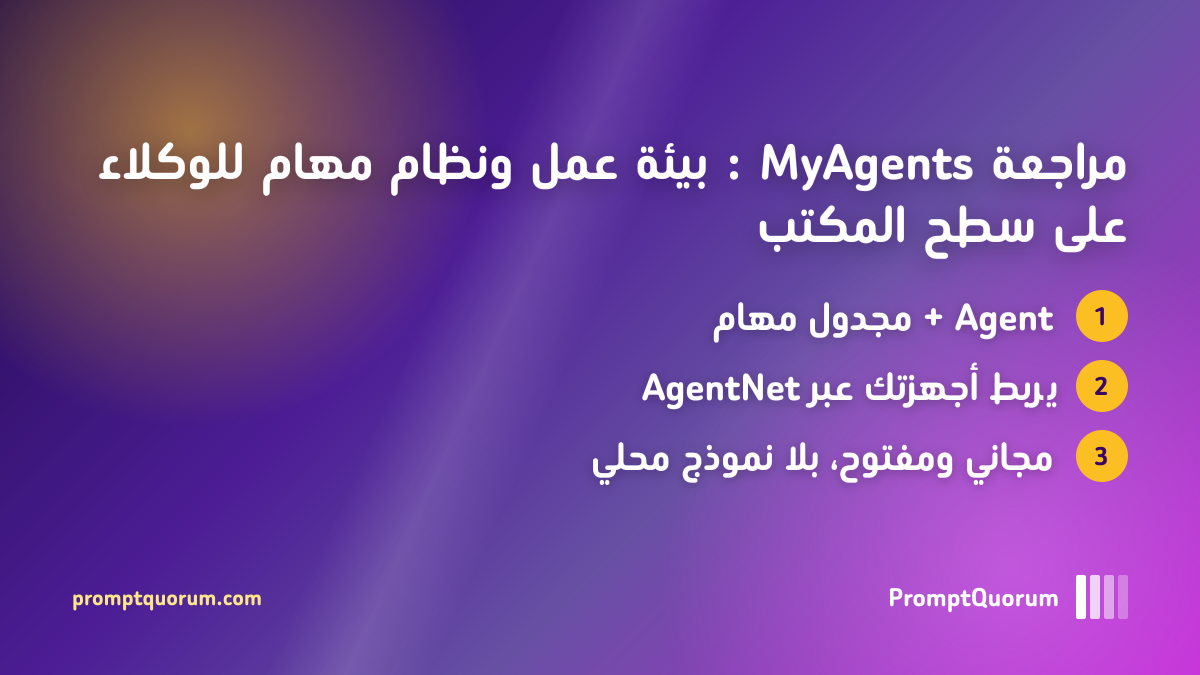 مراجعة MyAgents : بيئة عمل ونظام مهام للوكلاء
على سطح المكتب
1 Agent + مجدول مهام
2 يربط أجهزتك عبر AgentNet
3 مجاني ومفتوح، بلا نموذج محلي
PromptQuorum
promptquorum.com